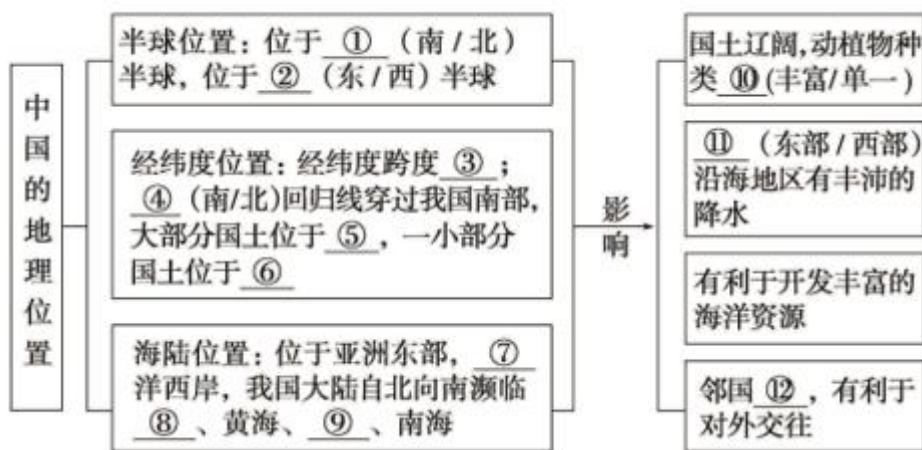 中国的地理位置
半球位置：位于 ① （南/北）
半球，位于 ② （东/西）半球
经纬度位置：经纬度跨度 ③ ；
④ （南/北）回归线穿过我国南部，
大部分国土位于 ⑤ ，一小部分
国土位于 ⑥
海陆位置：位于亚洲东部， ⑦
洋西岸，我国大陆自北向南濒临
⑧ 、黄海、 ⑨ 、南海
影响
国土辽阔，动植物种
类 ⑩ （丰富/单一）
⑪ （东部/西部）
沿海地区有丰沛的
降水
有利于开发丰富的
海洋资源
邻国 ⑫ ，有利于
对外交往